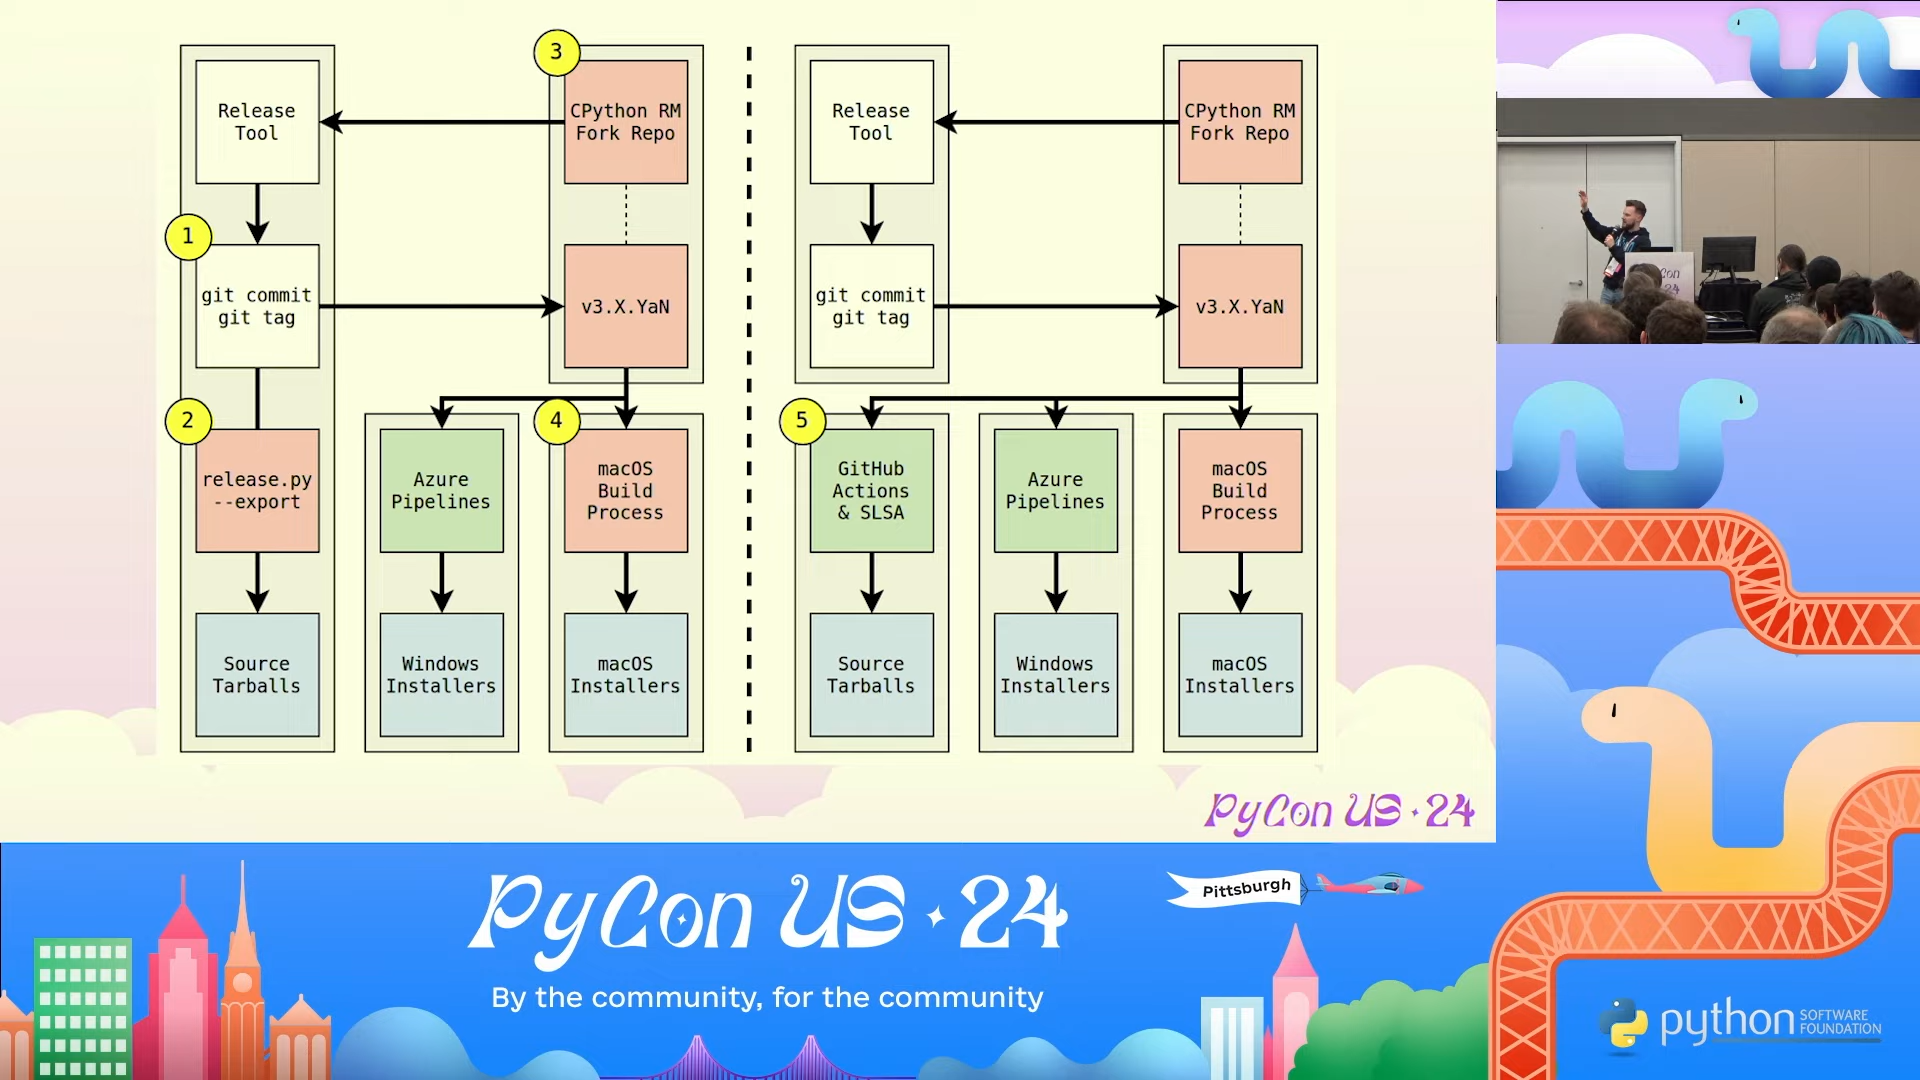 3
Release
Tool
CPython RM
Fork Repo
1
git commit
git tag
v3.X.YaN
2
release.py
--export
Azure
Pipelines
4
macOS
Build
Process
Source
Tarballs
Windows
Installers
macOS
Installers
Release
Tool
CPython RM
Fork Repo
git commit
git tag
v3.X.YaN
5
GitHub
Actions
& SLSA
Azure
Pipelines
macOS
Build
Process
Source
Tarballs
Windows
Installers
macOS
Installers
PyCon US · 24
PyCon US · 24
By the community, for the community
Pittsburgh
python
SOFTWARE
FOUNDATION